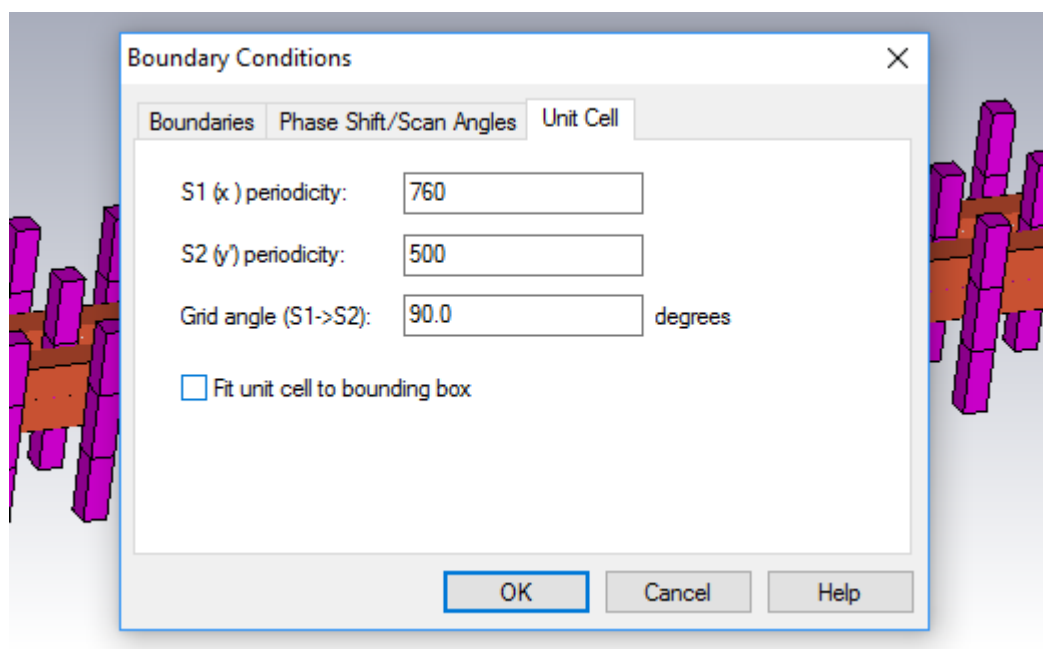 Boundary Conditions
Boundaries Phase Shift/Scan Angles Unit Cell
S1 (x ) periodicity: 760
S2 (y') periodicity: 500
Grid angle (S1->S2): 90.0 degrees
Fit unit cell to bounding box
OK Cancel Help